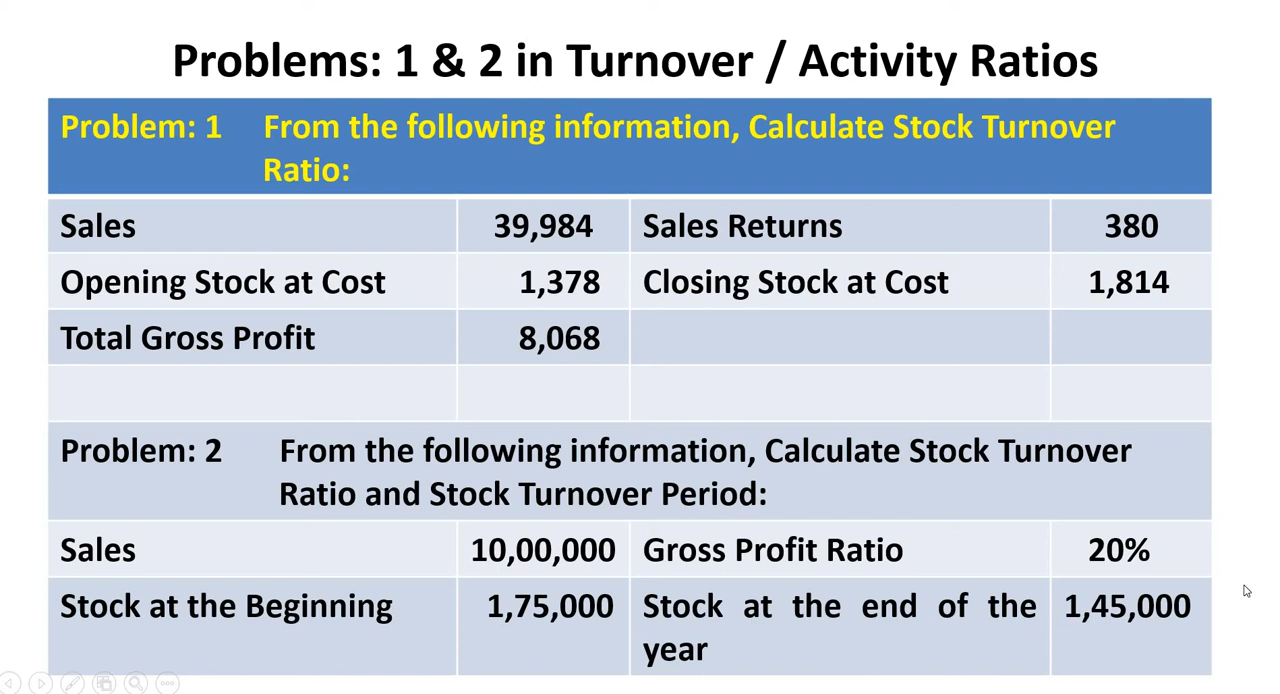 Problems: 1 & 2 in Turnover / Activity Ratios
Problem: 1 From the following information, Calculate Stock Turnover
Ratio:
Sales 39,984 Sales Returns 380
Opening Stock at Cost 1,378 Closing Stock at Cost 1,814
Total Gross Profit 8,068
Problem: 2 From the following information, Calculate Stock Turnover
Ratio and Stock Turnover Period:
Sales 10,00,000 Gross Profit Ratio 20%
Stock at the Beginning 1,75,000 Stock at the end of the 1,45,000
year